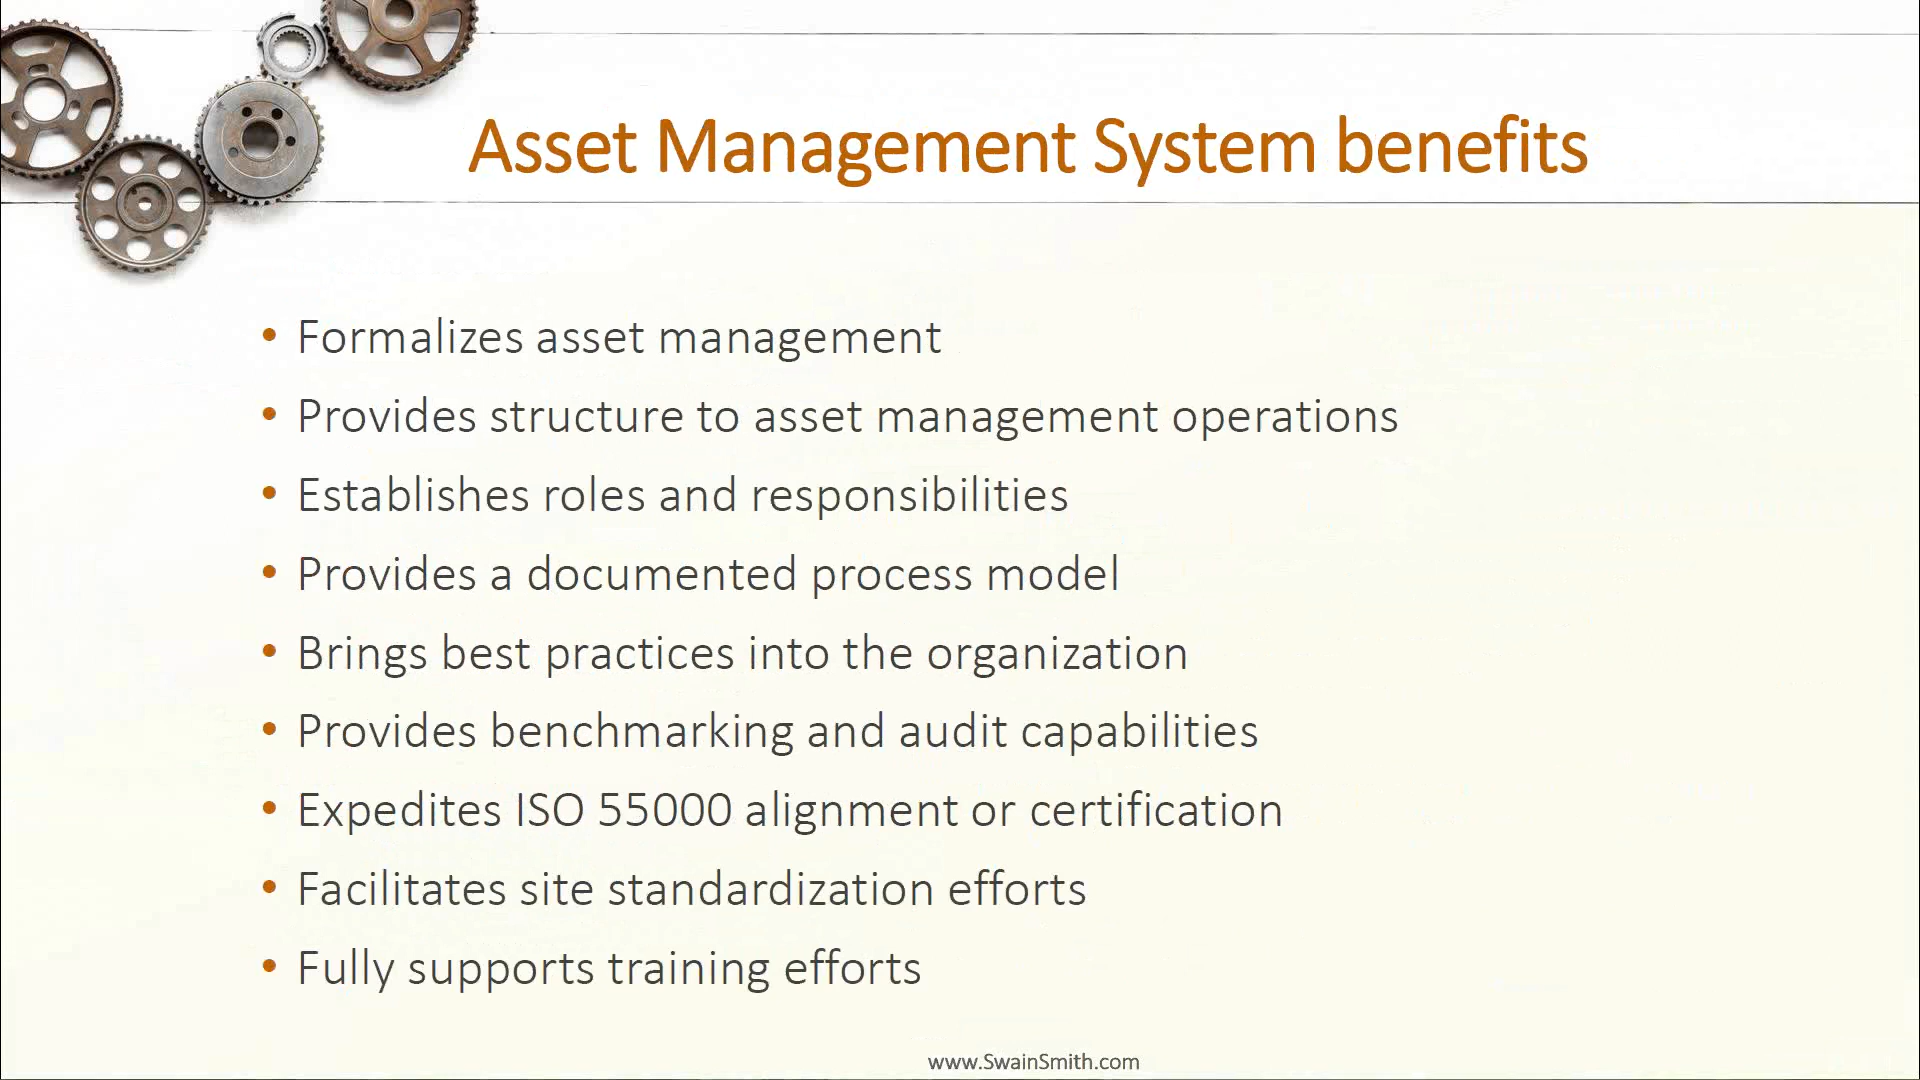 Asset Management System benefits
• Formalizes asset management
• Provides structure to asset management operations
• Establishes roles and responsibilities
• Provides a documented process model
• Brings best practices into the organization
• Provides benchmarking and audit capabilities
• Expedites ISO 55000 alignment or certification
• Facilitates site standardization efforts
• Fully supports training efforts
www.SwainSmith.com